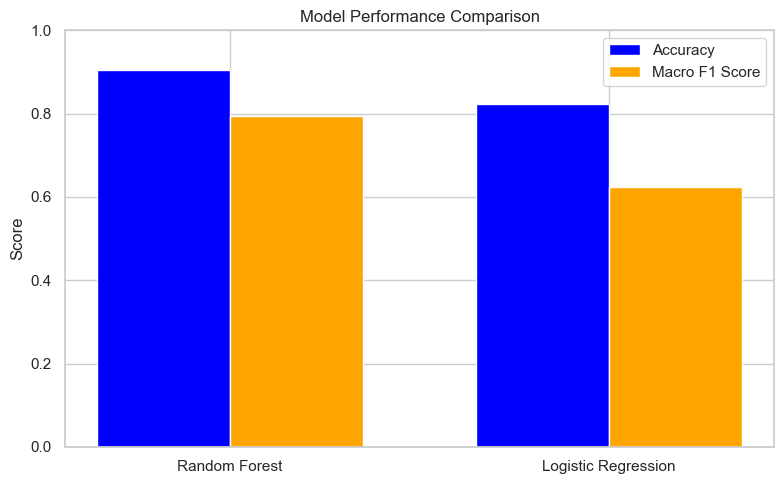 Model Performance Comparison
1.0
0.8
0.6
0.4
0.2
0.0
Score
Accuracy
Macro F1 Score
Random Forest
Logistic Regression